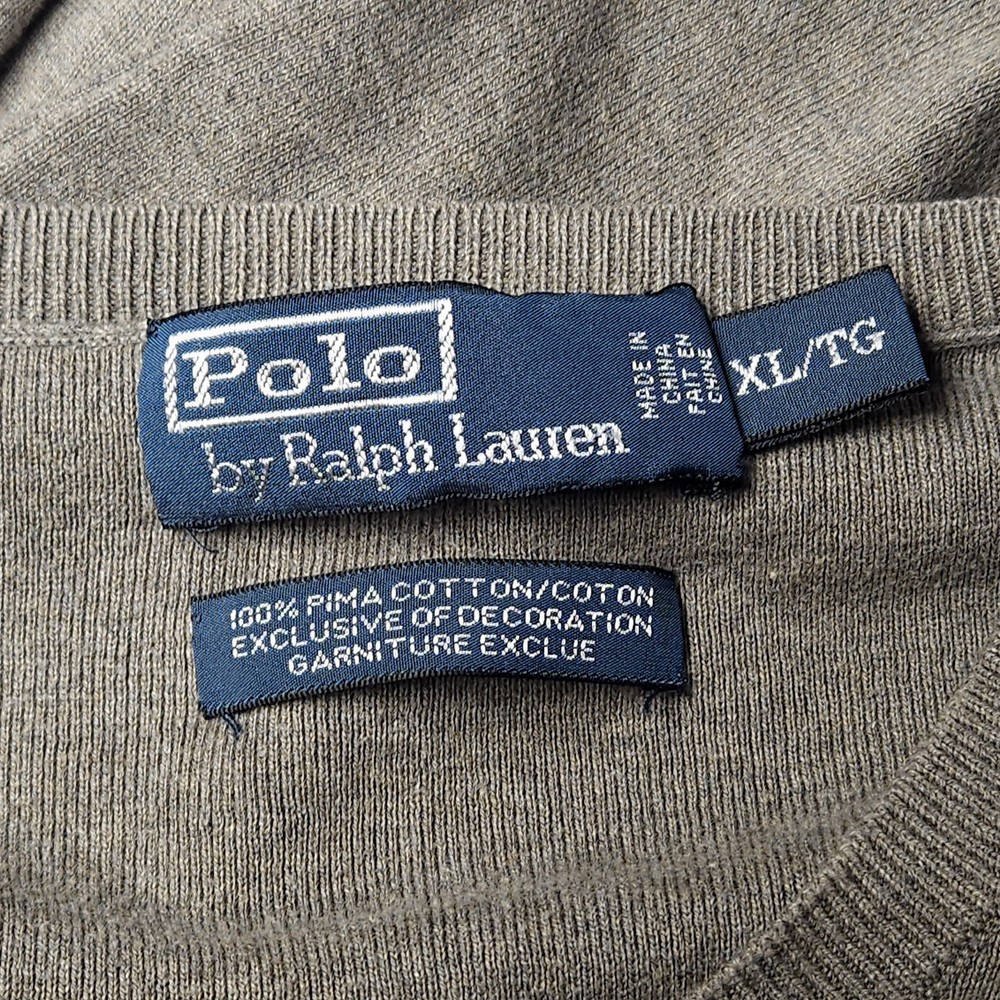 Polo
by Ralph Lauren
MADE IN
CHINA
FAIT EN
CHINE
XL/TG
100% PIMA COTTON/COTON
EXCLUSIVE OF DECORATION
GARNITURE EXCLUE